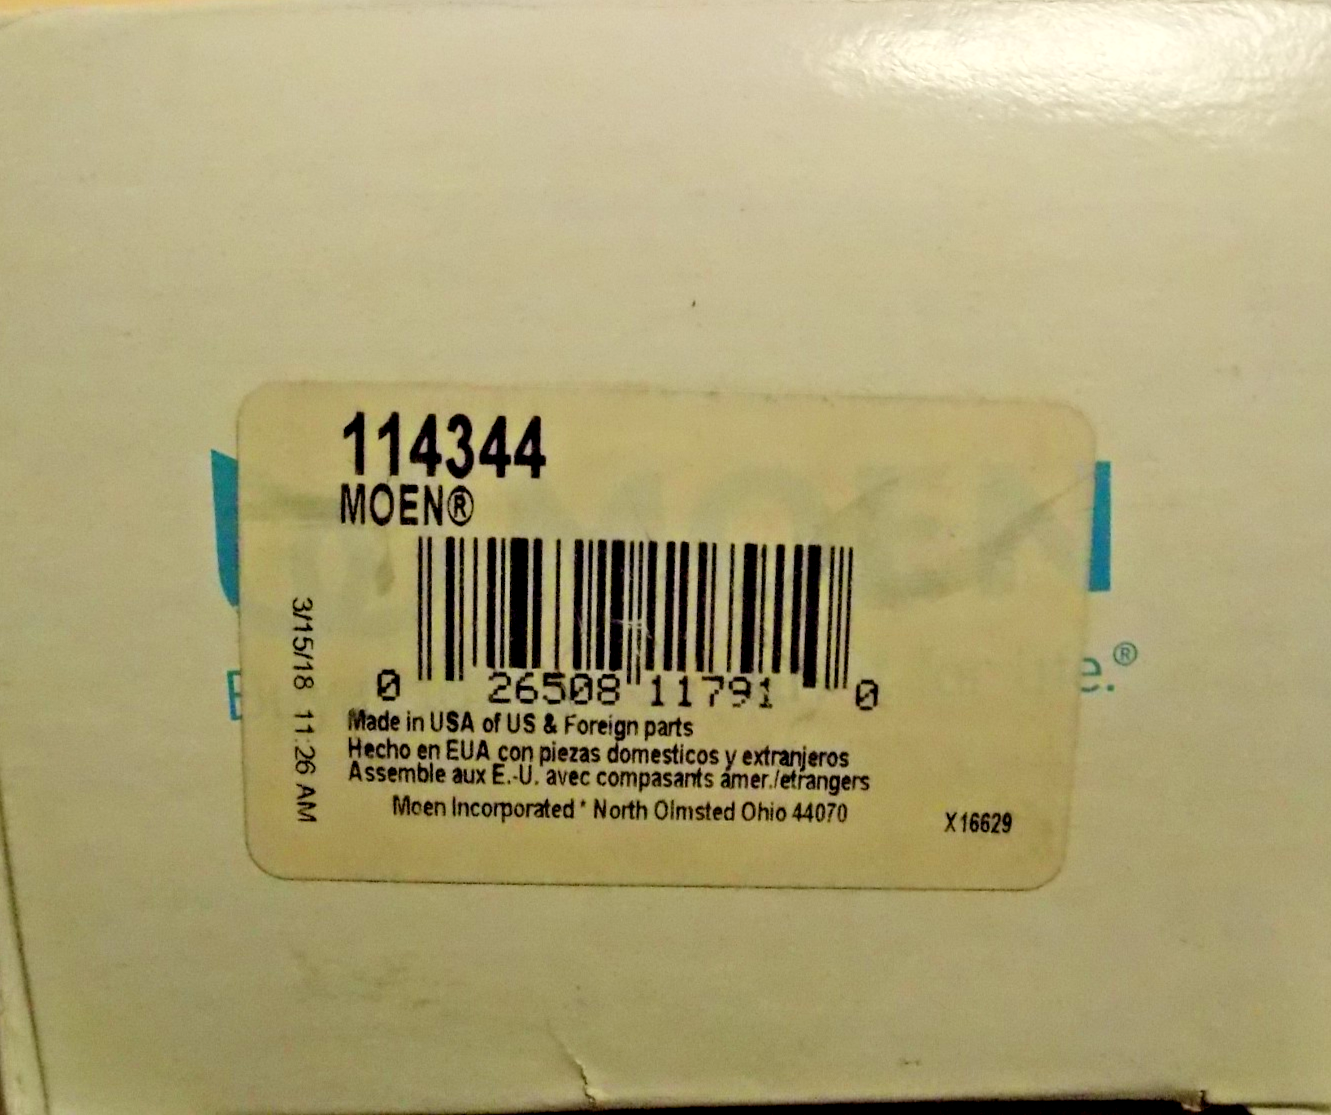 114344
MOEN®
3/15/18 11:26 AM
0 26508 11791 0
Made in USA of US & Foreign parts
Hecho en EUA con piezas domesticos y extranjeros
Assemble aux E.-U. avec compasants amer./etrangers
Moen Incorporated * North Olmsted Ohio 44070
X16629
e.®